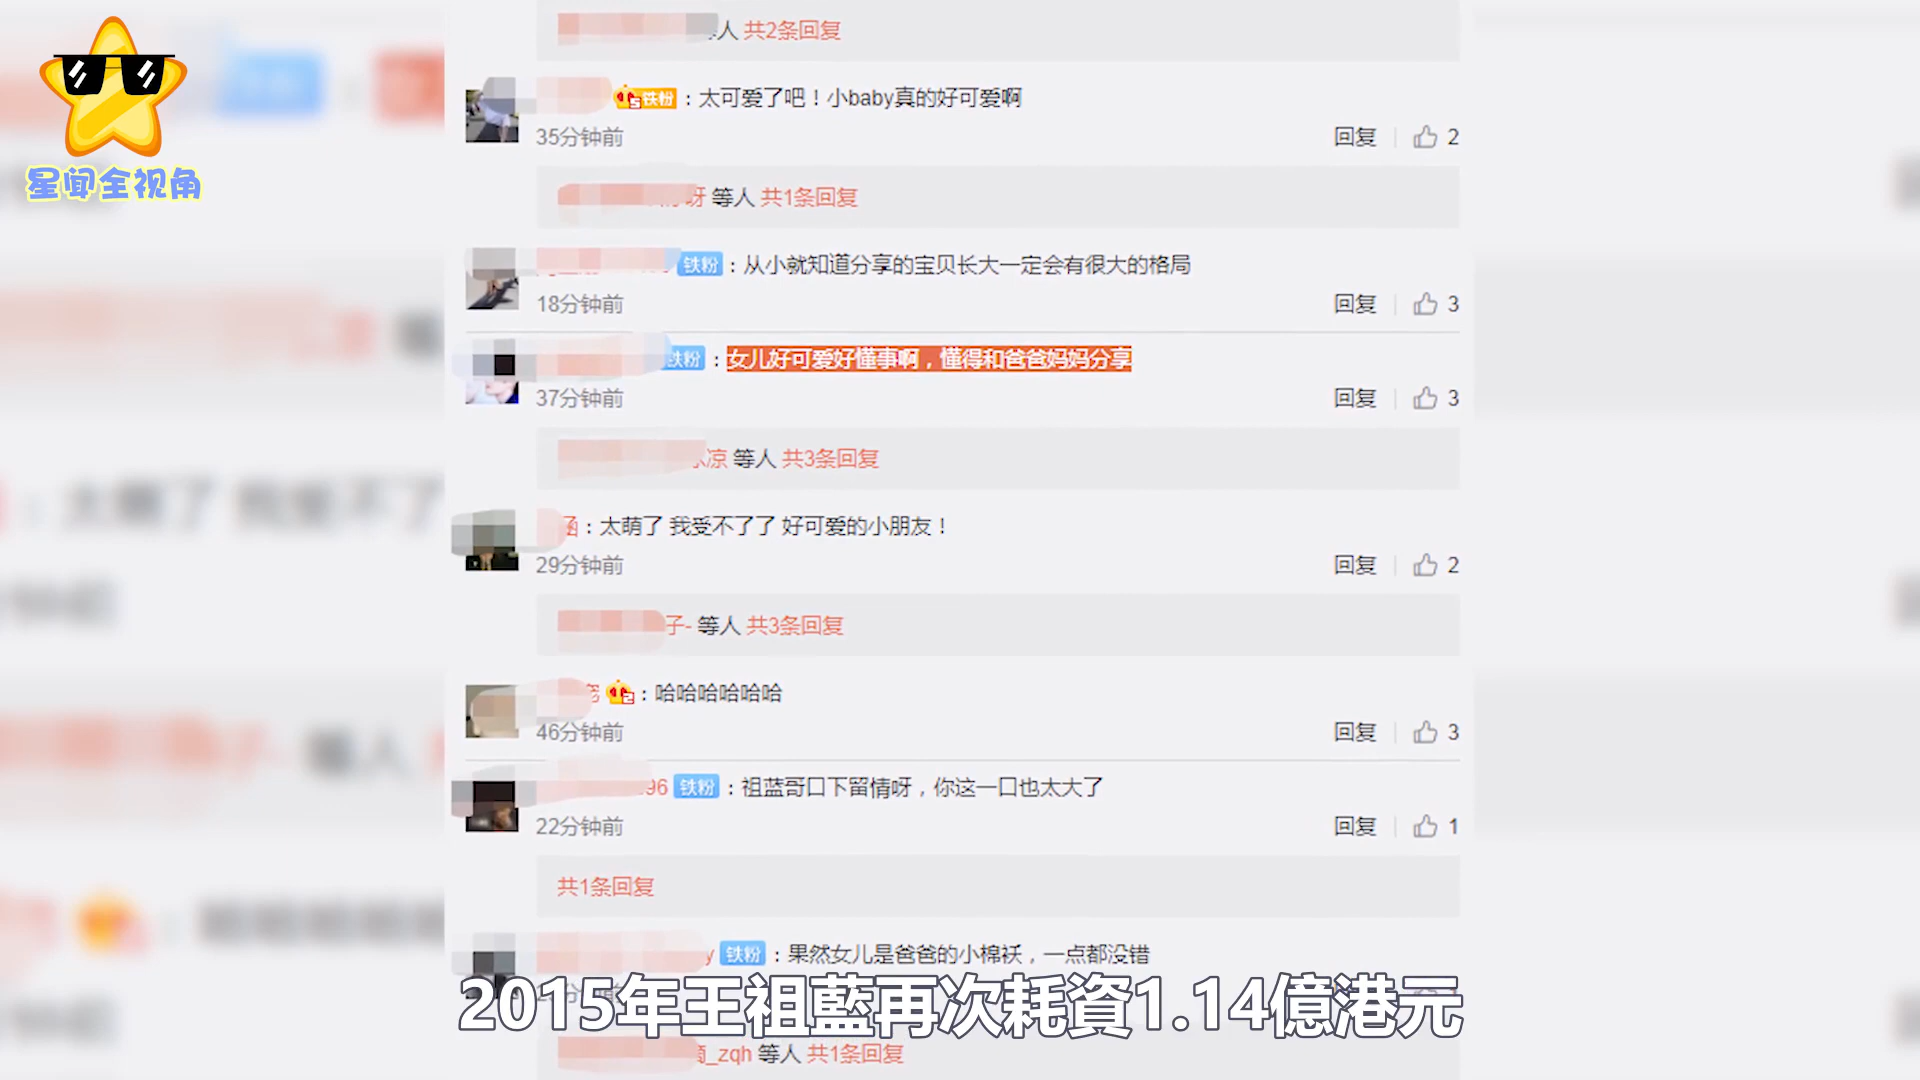 人 共2条回复
铁粉：太可爱了吧！小baby真的好可爱啊
35分钟前 回复 2
星闻全视角
呀 等人 共1条回复
铁粉：从小就知道分享的宝贝长大一定会有很大的格局
18分钟前 回复 3
铁粉：女儿好可爱好懂事啊，懂得和爸爸妈妈分享
37分钟前 回复 3
凉 等人 共3条回复
涵：太萌了 我受不了了 好可爱的小朋友！
29分钟前 回复 2
子- 等人 共3条回复
：哈哈哈哈哈哈
46分钟前 回复 3
96 铁粉：祖蓝哥口下留情呀，你这一口也太大了
22分钟前 回复 1
共1条回复
y 铁粉：果然女儿是爸爸的小棉袄，一点都没错
2015年王祖藍再次耗資1.14億港元
_zqh 等人 共1条回复